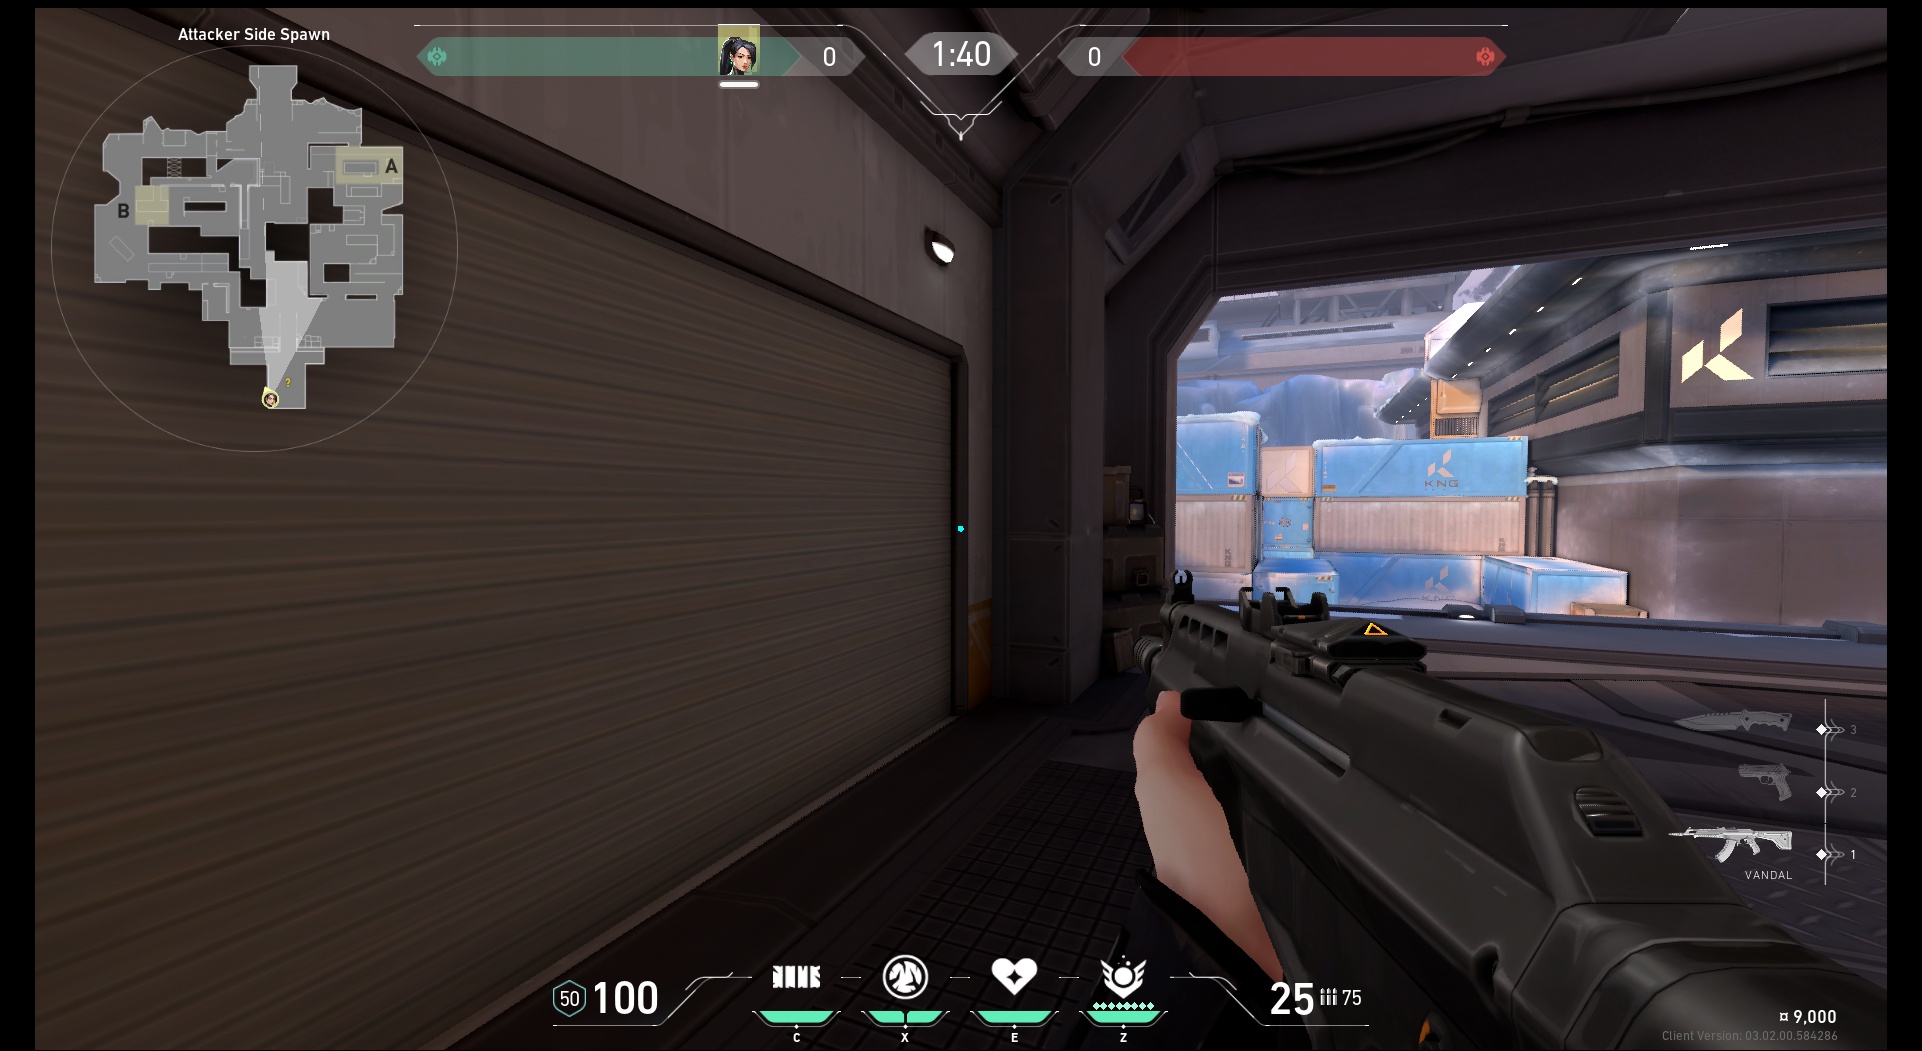 Attacker Side Spawn
0
1:40
0
A
B
?
KNG
3
2
1
VANDAL
50 100
25 75
C
X
E
Z
¤ 9,000
Client Version: 03.02.00.584286